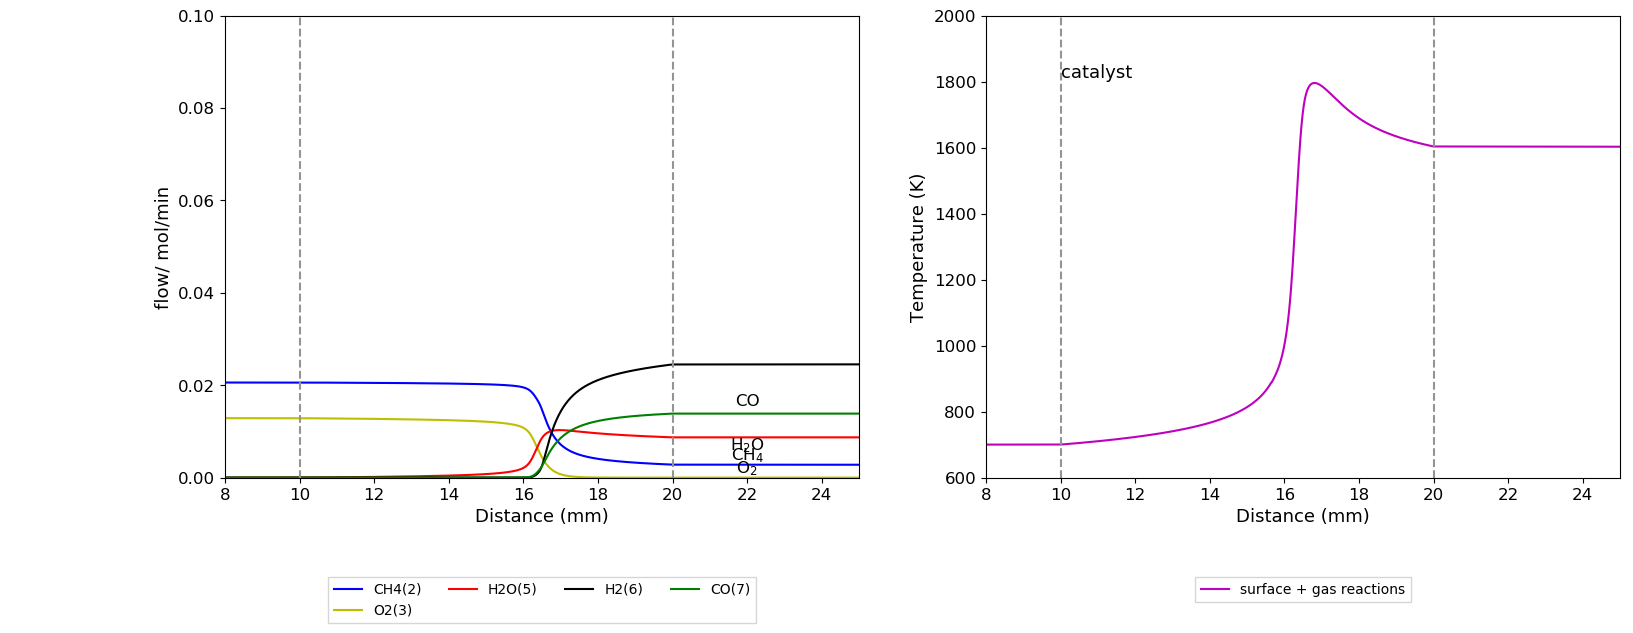 0.10
0.08
0.06
0.04
0.02
0.00
flow/ mol/min
CO
H₂O
CH₄
O₂
8 10 12 14 16 18 20 22 24
Distance (mm)
CH4(2) H2O(5) H2(6) CO(7)
O2(3)
2000
1800
1600
1400
1200
1000
800
600
Temperature (K)
catalyst
8 10 12 14 16 18 20 22 24
Distance (mm)
surface + gas reactions